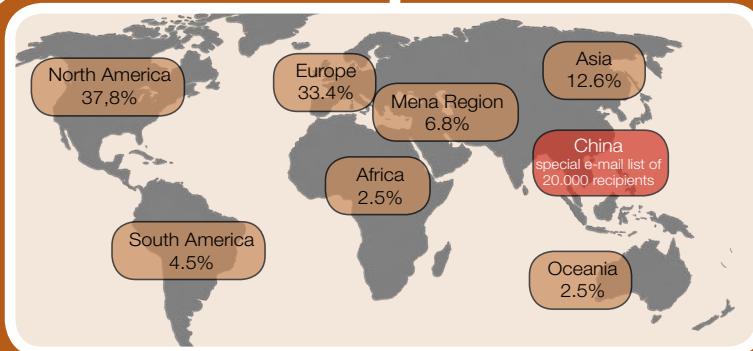 North America
37,8%
Europe
33.4%
Mena Region
6.8%
Asia
12.6%
China
special e-mail list of
20.000 recipients
Africa
2.5%
South America
4.5%
Oceania
2.5%